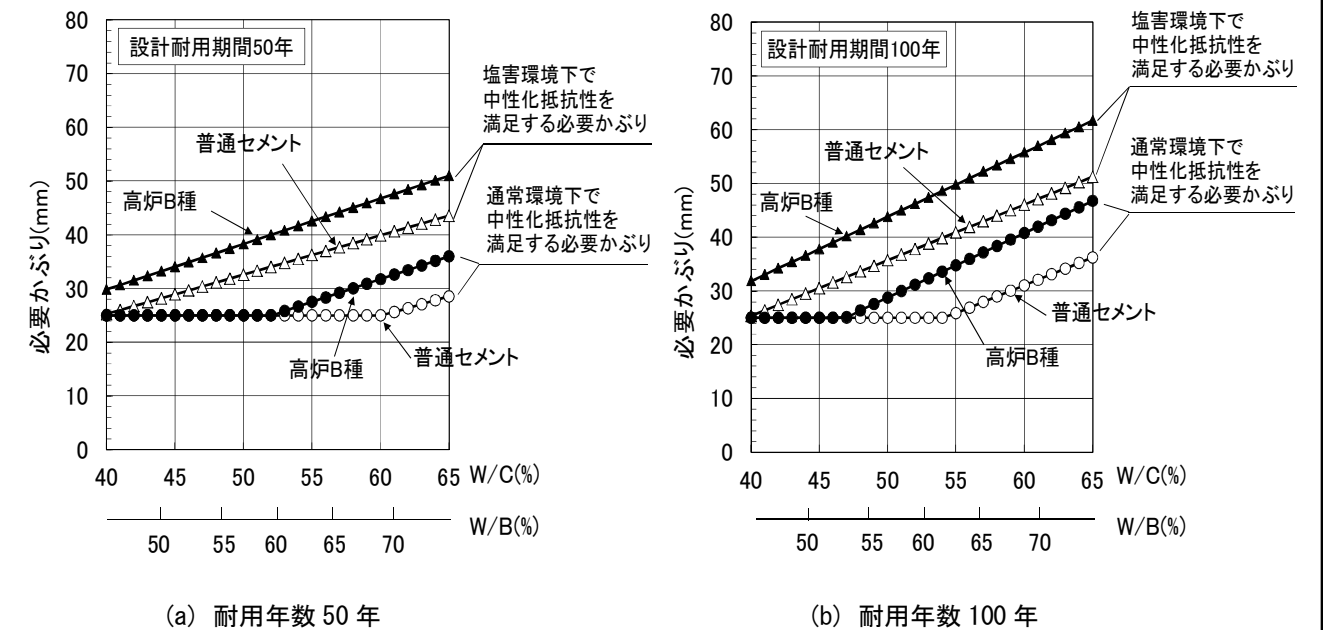 設計耐用期間50年
80
70
60
50
40
30
20
10
0
必要かぶり(mm)
普通セメント
高炉B種
高炉B種
普通セメント
塩害環境下で
中性化抵抗性を
満足する必要かぶり
通常環境下で
中性化抵抗性を
満足する必要かぶり
40 45 50 55 60 65 W/C(%)
50 55 60 65 70 W/B(%)
(a) 耐用年数 50 年
設計耐用期間100年
80
70
60
50
40
30
20
10
0
必要かぶり(mm)
普通セメント
高炉B種
普通セメント
高炉B種
塩害環境下で
中性化抵抗性を
満足する必要かぶり
通常環境下で
中性化抵抗性を
満足する必要かぶり
40 45 50 55 60 65 W/C(%)
50 55 60 65 70 W/B(%)
(b) 耐用年数 100 年